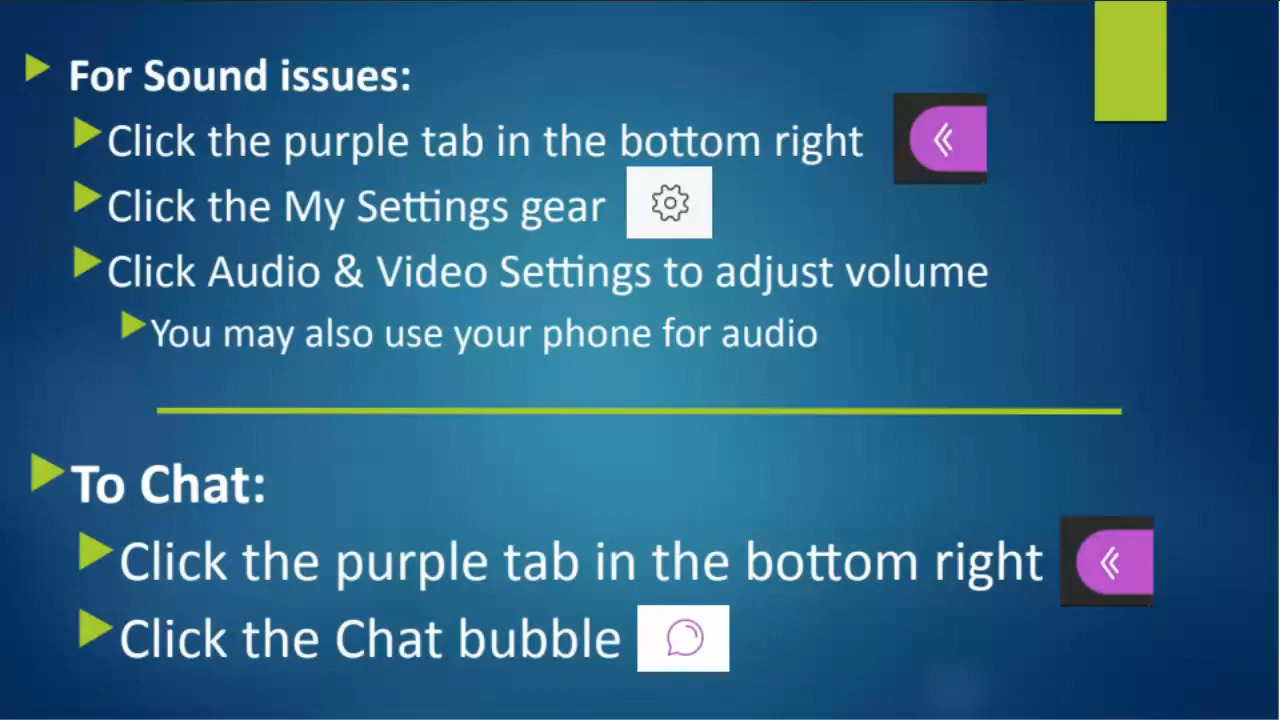 For Sound issues:
Click the purple tab in the bottom right
Click the My Settings gear
Click Audio & Video Settings to adjust volume
You may also use your phone for audio
To Chat:
Click the purple tab in the bottom right
Click the Chat bubble